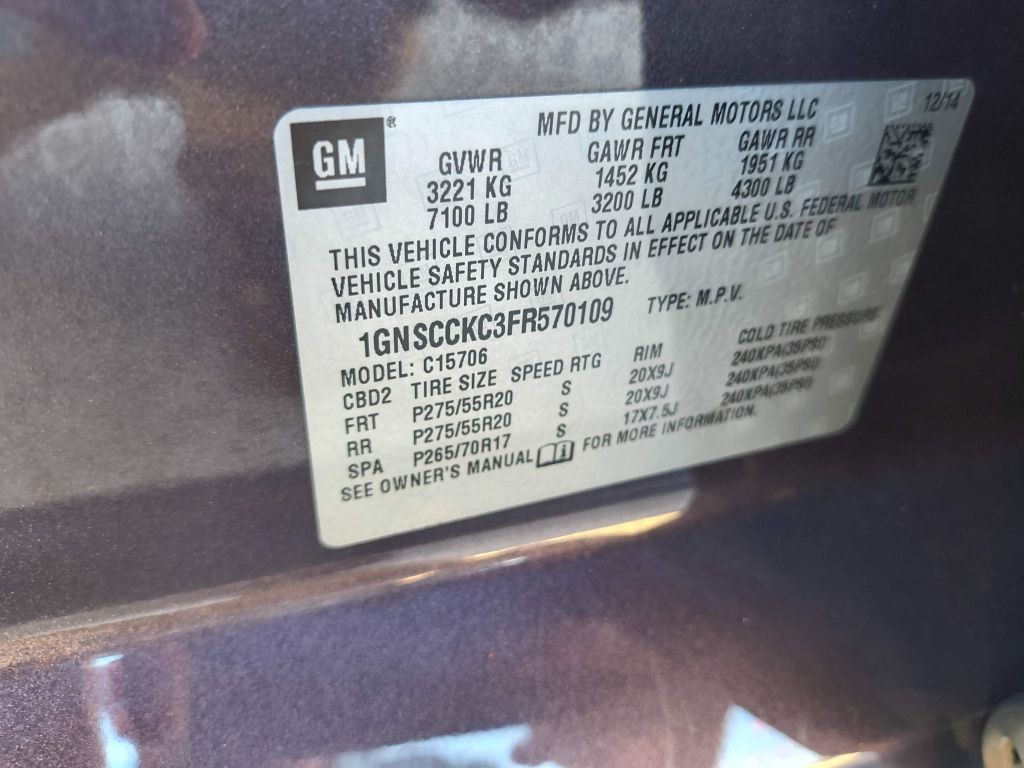 GM®
MFD BY GENERAL MOTORS LLC
12/14
GVWR GAWR FRT GAWR RR
3221 KG 1452 KG 1951 KG
7100 LB 3200 LB 4300 LB
THIS VEHICLE CONFORMS TO ALL APPLICABLE U.S. FEDERAL MOTOR
VEHICLE SAFETY STANDARDS IN EFFECT ON THE DATE OF
MANUFACTURE SHOWN ABOVE.
1GNSCCKC3FR570109 TYPE: M.P.V.
MODEL: C15706
CBD2 TIRE SIZE SPEED RTG RIM COLD TIRE PRESSURE
FRT P275/55R20 S 20X9J 240KPA(35PSI)
RR P275/55R20 S 20X9J 240KPA(35PSI)
SPA P265/70R17 S 17X7.5J 240KPA(35PSI)
SEE OWNER'S MANUAL FOR MORE INFORMATION.